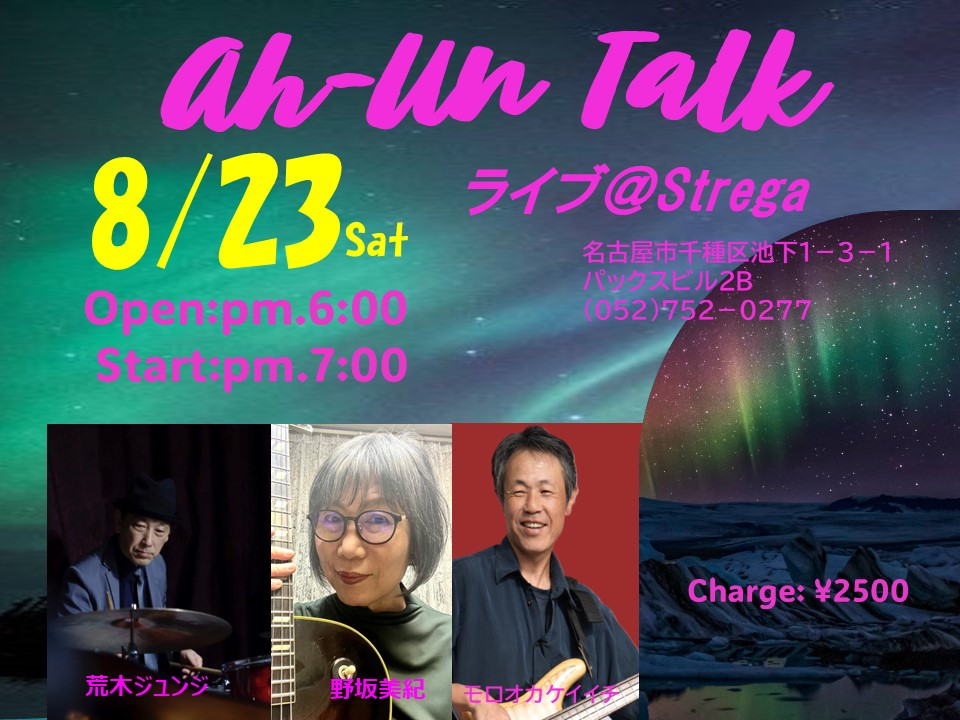 Ah-Un Talk
8/23 Sat
ライブ@Strega
名古屋市千種区池下1－3－1
パックスビル2B
(052)752－0277
Open:pm.6:00
Start:pm.7:00
Charge: ¥2500
荒木ジュンジ
野坂美紀
モロオカケイイチ